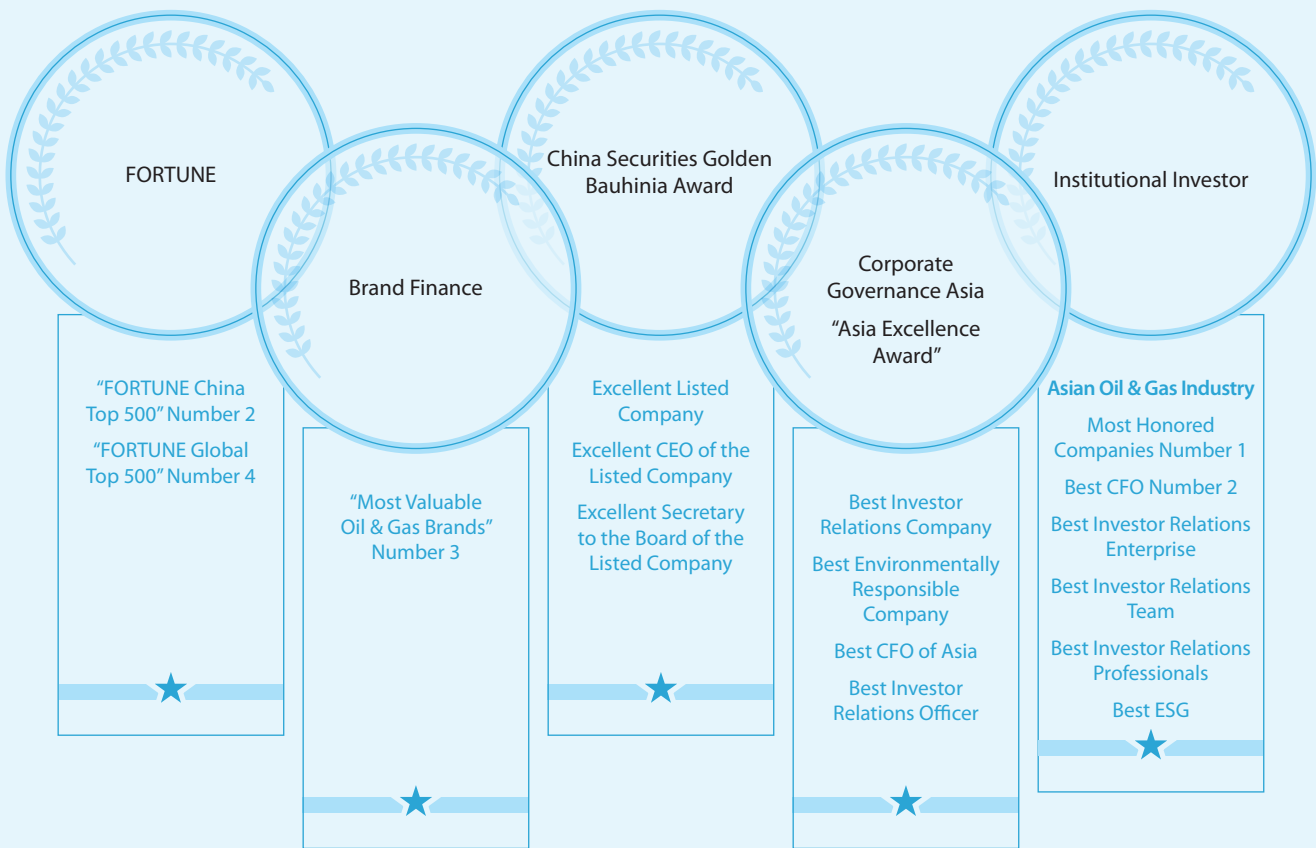 FORTUNE
“FORTUNE China
Top 500” Number 2
“FORTUNE Global
Top 500” Number 4
Brand Finance
“Most Valuable
Oil & Gas Brands”
Number 3
China Securities Golden
Bauhinia Award
Excellent Listed
Company
Excellent CEO of the
Listed Company
Excellent Secretary
to the Board of the
Listed Company
Corporate
Governance Asia
“Asia Excellence
Award”
Best Investor
Relations Company
Best Environmentally
Responsible
Company
Best CFO of Asia
Best Investor
Relations Officer
Institutional Investor
Asian Oil & Gas Industry
Most Honored
Companies Number 1
Best CFO Number 2
Best Investor Relations
Enterprise
Best Investor Relations
Team
Best Investor Relations
Professionals
Best ESG